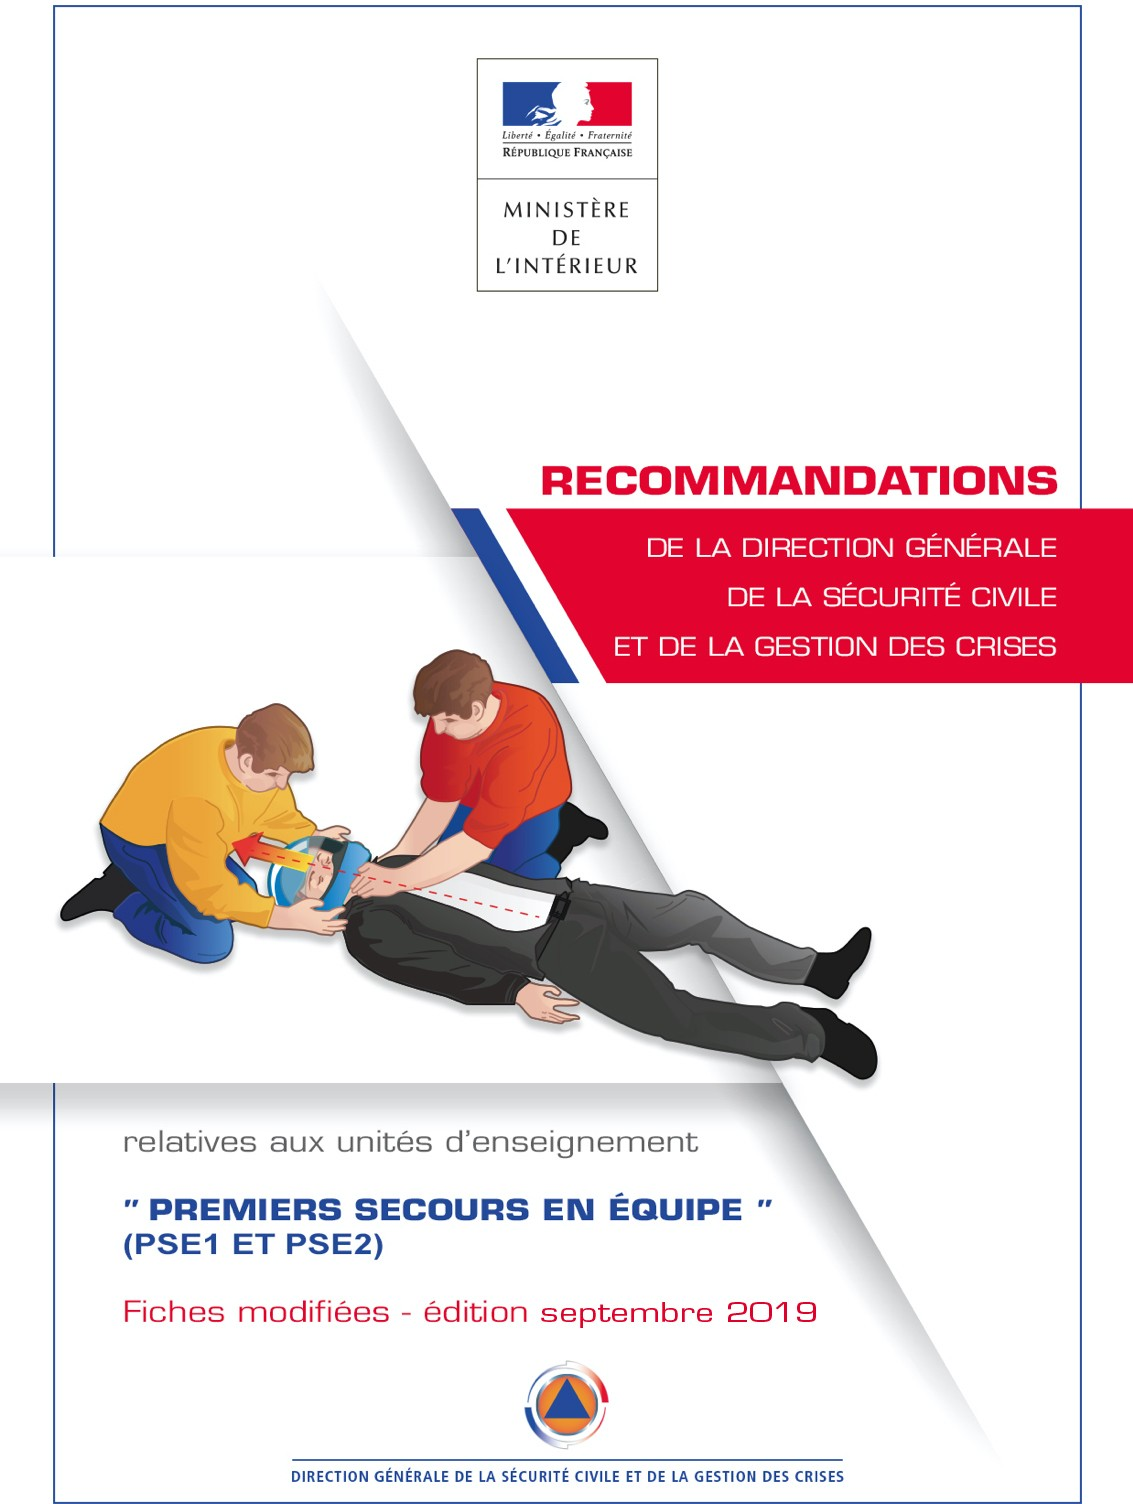 Liberté • Égalité • Fraternité
RÉPUBLIQUE FRANÇAISE
MINISTÈRE
DE
L'INTÉRIEUR
RECOMMANDATIONS
DE LA DIRECTION GÉNÉRALE
DE LA SÉCURITÉ CIVILE
ET DE LA GESTION DES CRISES
relatives aux unités d'enseignement
" PREMIERS SECOURS EN ÉQUIPE "
(PSE1 ET PSE2)
Fiches modifiées - édition septembre 2019
DIRECTION GÉNÉRALE DE LA SÉCURITÉ CIVILE ET DE LA GESTION DES CRISES